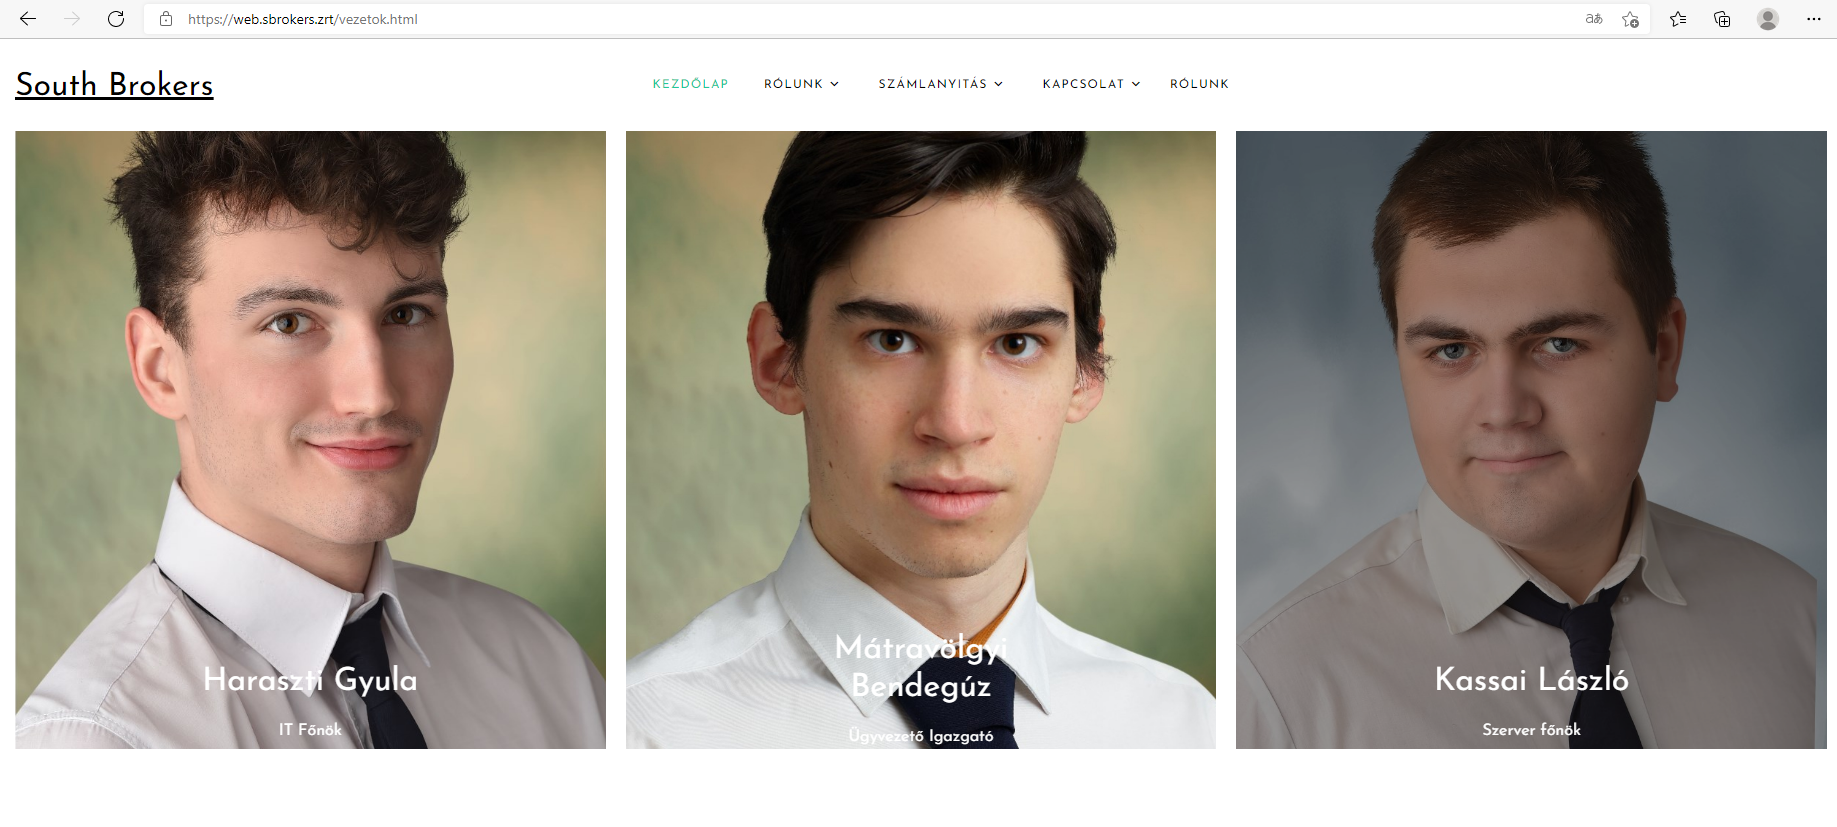 https://web.sbrokers.zrt/vezetok.html
South Brokers
KEZDŐLAP
RÓLUNK
SZÁMLANYITÁS
KAPCSOLAT
RÓLUNK
Haraszti Gyula
IT Főnök
Mátravölgyi
Bendegúz
Ügyvezető Igazgató
Kassai László
Szerver főnök